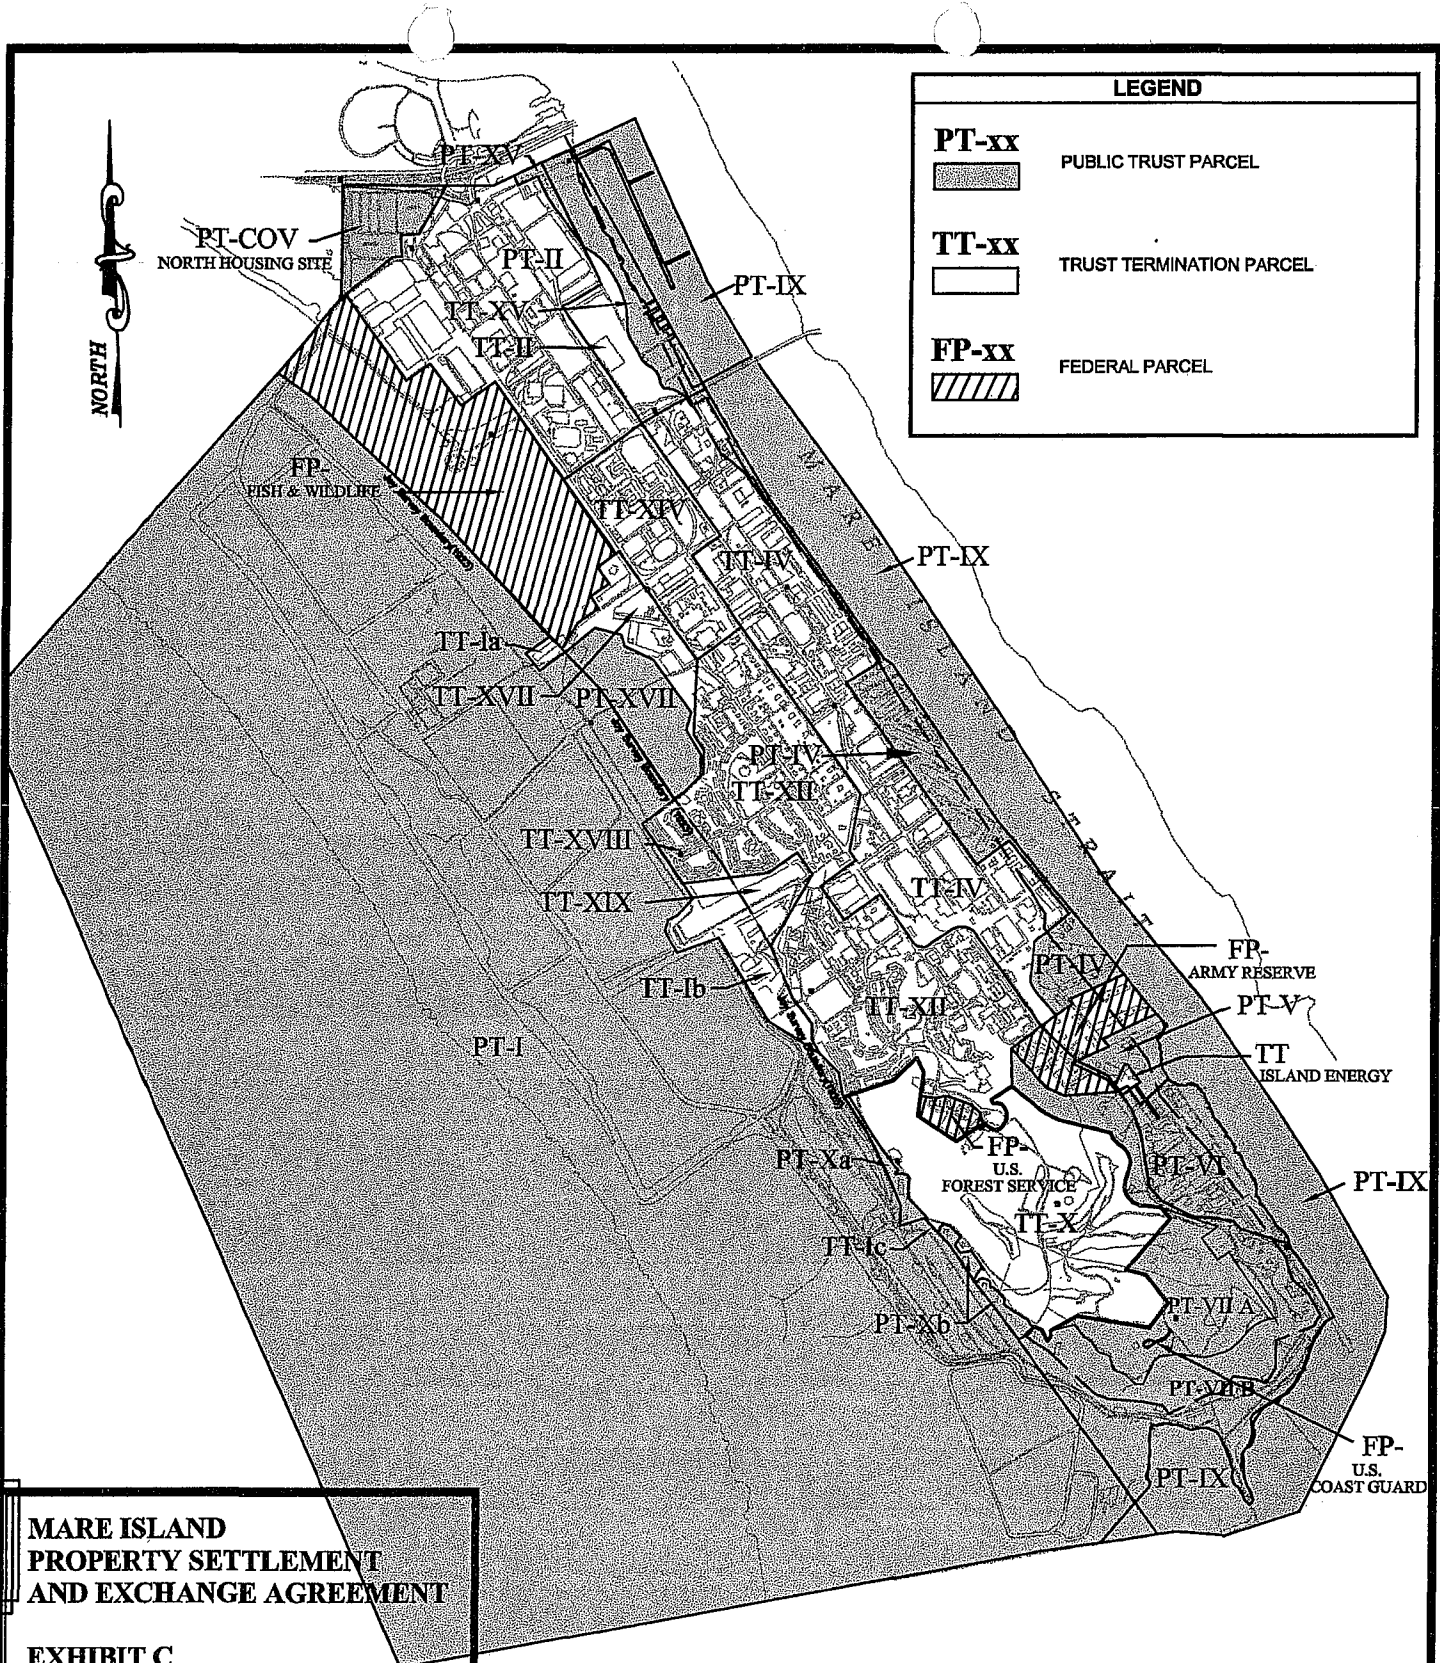 LEGEND
PT-xx
PUBLIC TRUST PARCEL
TT-xx
TRUST TERMINATION PARCEL
FP-xx
FEDERAL PARCEL
NORTH
PT-XV
PT-COV
NORTH HOUSING SITE
PT-II
PT-IX
TT-XV
TT-II
FP-
FISH & WILDLIFE
TT-XIV
TT-IV
PT-IX
MARE ISLAND STRAIT
TT-Ia
TT-XVII
PT-XVII
PT-IV
TT-XII
TT-XVIII
TT-IV
TT-XIX
PT-IV
FP-
ARMY RESERVE
TT-Ib
TT-XII
PT-V
PT-I
TT
ISLAND ENERGY
FP-
U.S.
FOREST SERVICE
PT-Xa
PT-VI
PT-IX
TT-X
TT-Ic
PT-Xb
PT-VII A
PT-VII B
FP-
U.S.
COAST GUARD
PT-IX
MARE ISLAND
PROPERTY SETTLEMENT
AND EXCHANGE AGREEMENT
EXHIBIT C